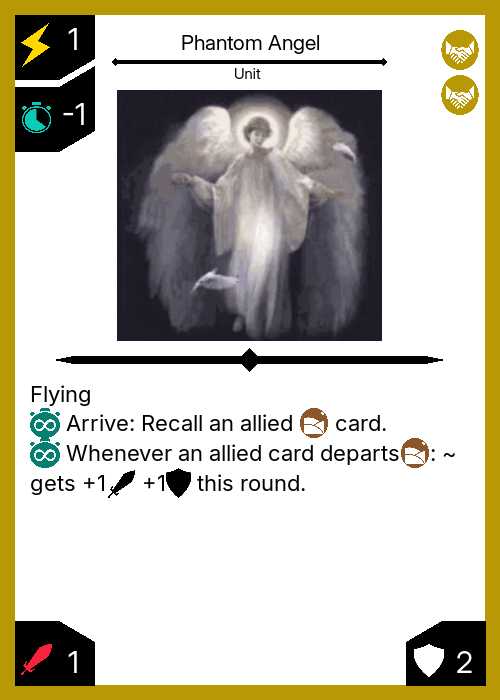 1
Phantom Angel
Unit
-1
Flying
Arrive: Recall an allied card.
Whenever an allied card departs: ~
gets +1 +1 this round.
1
2